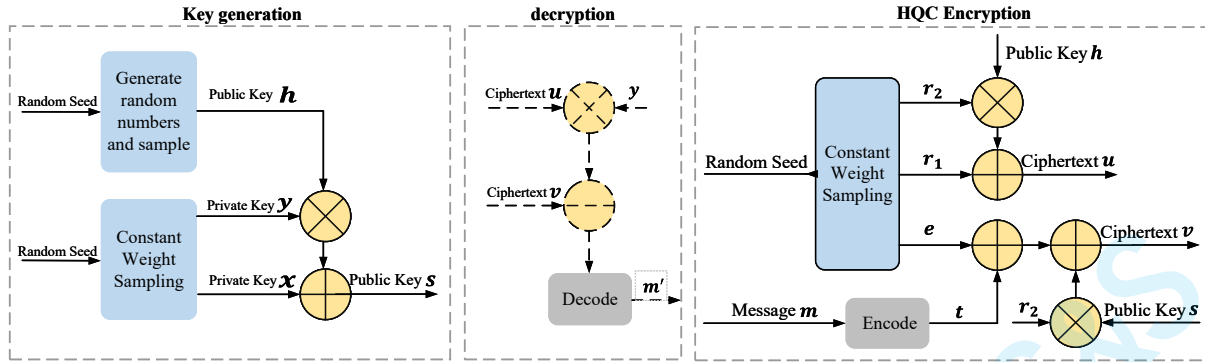 Key generation
decryption
HQC Encryption
Random Seed
Generate
random
numbers
and sample
Public Key h
Random Seed
Constant
Weight
Sampling
Private Key y
Private Key x
Public Key s
Ciphertext u
y
Ciphertext v
Decode
m′
Public Key h
Random Seed
Constant
Weight
Sampling
r₂
r₁
Ciphertext u
e
Ciphertext v
Message m
Encode
t
r₂
Public Key s